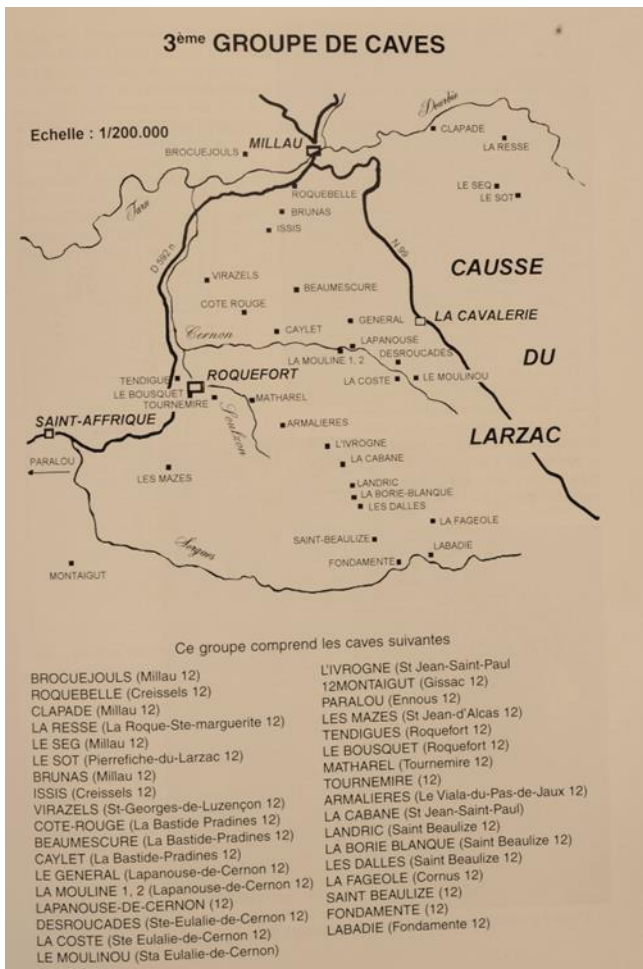 3ème GROUPE DE CAVES
Echelle : 1/200.000
MILLAU
Dourbie
CLAPADE
LA RESSE
BROCUEJOULS
ROQUEBELLE
LE SEQ
LE SOT
BRUNAS
Tarn
ISSIS
D 592 n
N 99
CAUSSE
VIRAZELS
BEAUMESCURE
COTE ROUGE
GENERAL
LA CAVALERIE
Cernon
CAYLET
LAPANOUSE
DESROUCADES
DU
LA MOULINE 1, 2
TENDIGUE
ROQUEFORT
LA COSTE
LE MOULINOU
LE BOUSQUET
TOURNEMIRE
MATHAREL
SAINT-AFFRIQUE
Soulzon
ARMALIERES
LARZAC
L'IVROGNE
PARALOU
LA CABANE
LES MAZES
LANDRIC
LA BORIE-BLANQUE
LES DALLES
LA FAGEOLE
Sorgues
SAINT-BEAULIZE
LABADIE
FONDAMENTE
MONTAIGUT
Ce groupe comprend les caves suivantes
BROCUEJOULS (Millau 12)
ROQUEBELLE (Creissels 12)
CLAPADE (Millau 12)
LA RESSE (La Roque-Ste-marguerite 12)
LE SEG (Millau 12)
LE SOT (Pierrefiche-du-Larzac 12)
BRUNAS (Millau 12)
ISSIS (Creissels 12)
VIRAZELS (St-Georges-de-Luzençon 12)
COTE-ROUGE (La Bastide Pradines 12)
BEAUMESCURE (La Bastide-Pradines 12)
CAYLET (La Bastide-Pradines 12)
LE GENERAL (Lapanouse-de-Cernon 12)
LA MOULINE 1, 2 (Lapanouse-de-Cernon 12)
LAPANOUSE-DE-CERNON (12)
DESROUCADES (Ste-Eulalie-de-Cernon 12)
LA COSTE (Ste Eulalie-de-Cernon 12)
LE MOULINOU (Sta Eulalie-de-Cernon)
L'IVROGNE (St Jean-Saint-Paul
12MONTAIGUT (Gissac 12)
PARALOU (Ennous 12)
LES MAZES (St Jean-d'Alcas 12)
TENDIGUES (Roquefort 12)
LE BOUSQUET (Roquefort 12)
MATHAREL (Tournemire 12)
TOURNEMIRE (12)
ARMALIERES (Le Viala-du-Pas-de-Jaux 12)
LA CABANE (St Jean-Saint-Paul)
LANDRIC (Saint Beaulize 12)
LA BORIE BLANQUE (Saint Beaulize 12)
LES DALLES (Saint Beaulize 12)
LA FAGEOLE (Cornus 12)
SAINT BEAULIZE (12)
FONDAMENTE (12)
LABADIE (Fondamente 12)